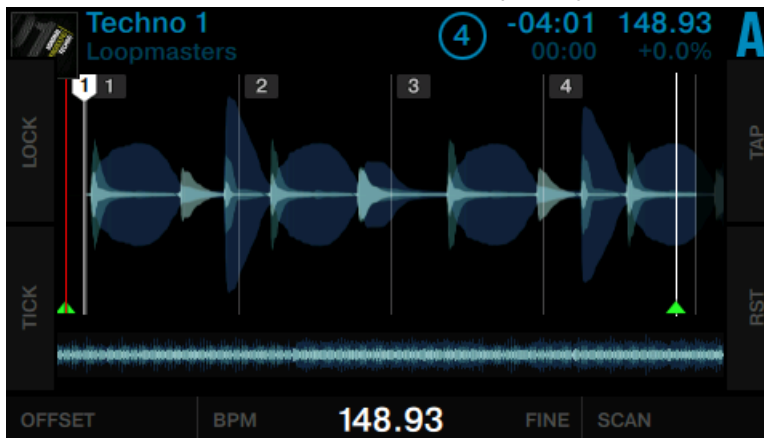 Techno 1
Loopmasters
4
-04:01 148.93
00:00 +0.0%
A
LOCK
TICK
1 1 2 3 4
TAP
RST
OFFSET BPM 148.93 FINE SCAN